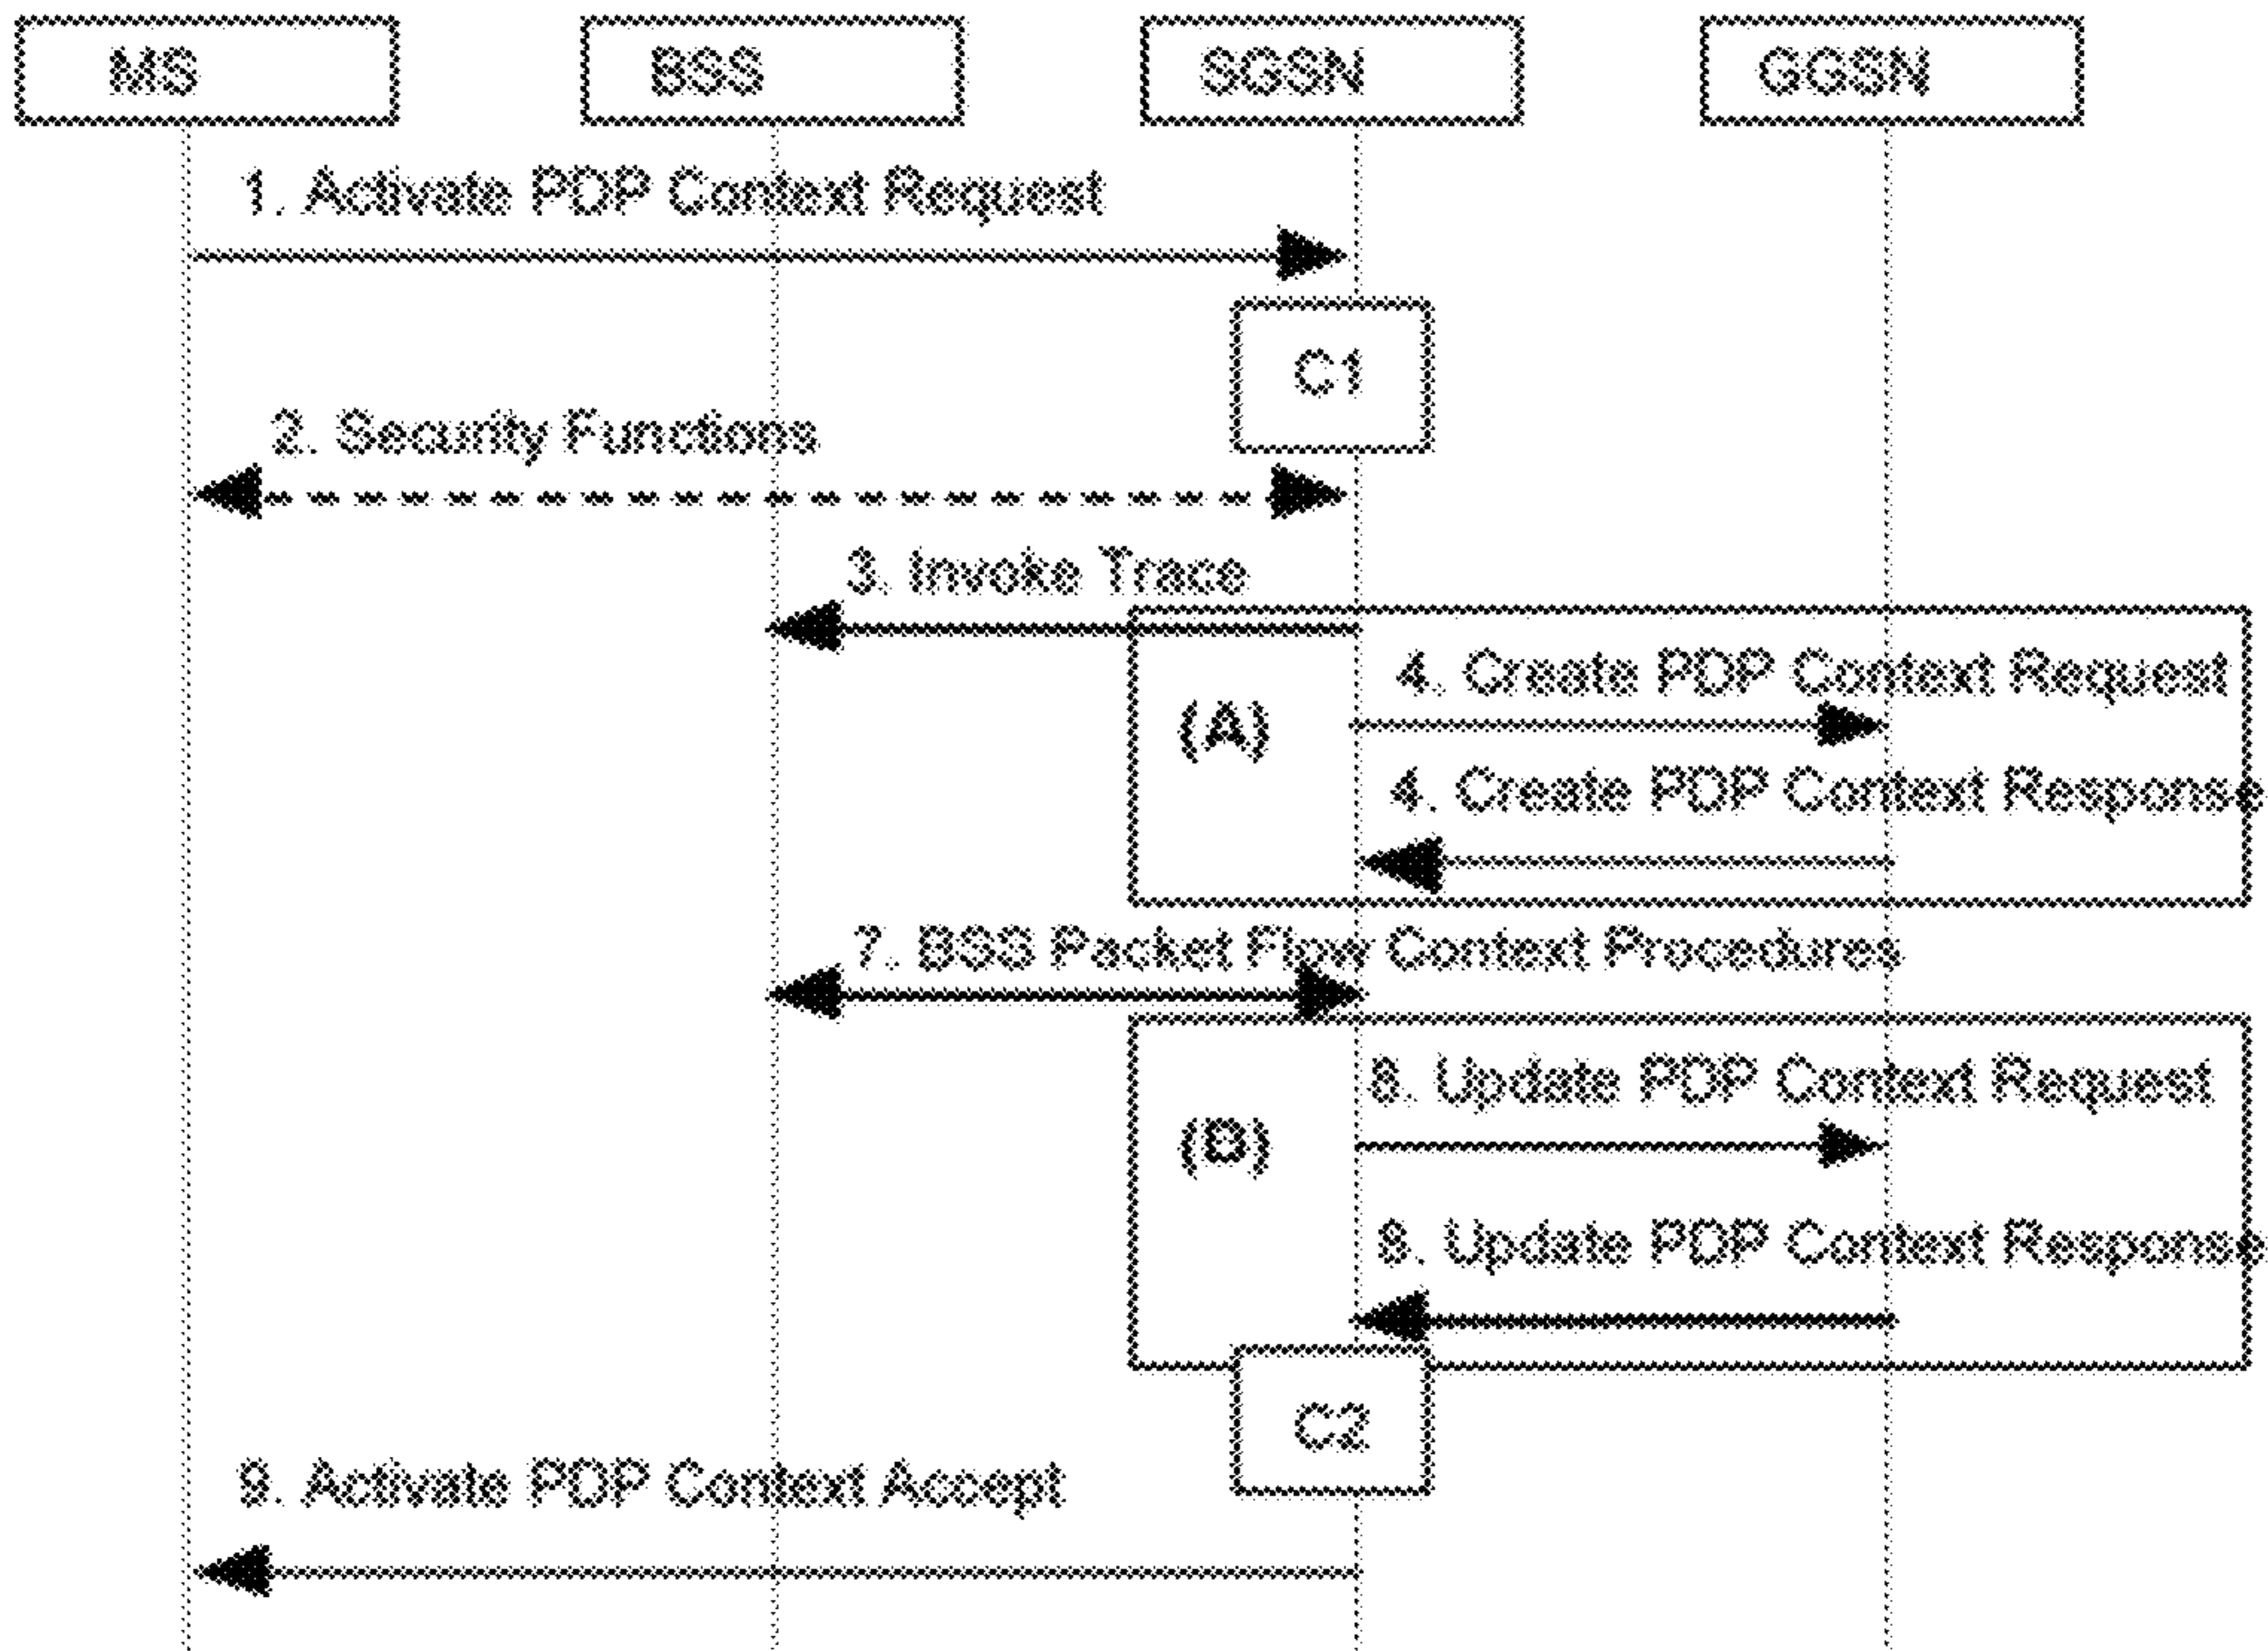 MS BSS SGSN GGSN
1. Activate PDP Context Request
C1
2. Security Functions
3. Invoke Trace
4. Create PDP Context Request
(A)
4. Create PDP Context Response
7. BSS Packet Flow Context Procedures
8. Update PDP Context Request
(B)
8. Update PDP Context Response
C2
9. Activate PDP Context Accept